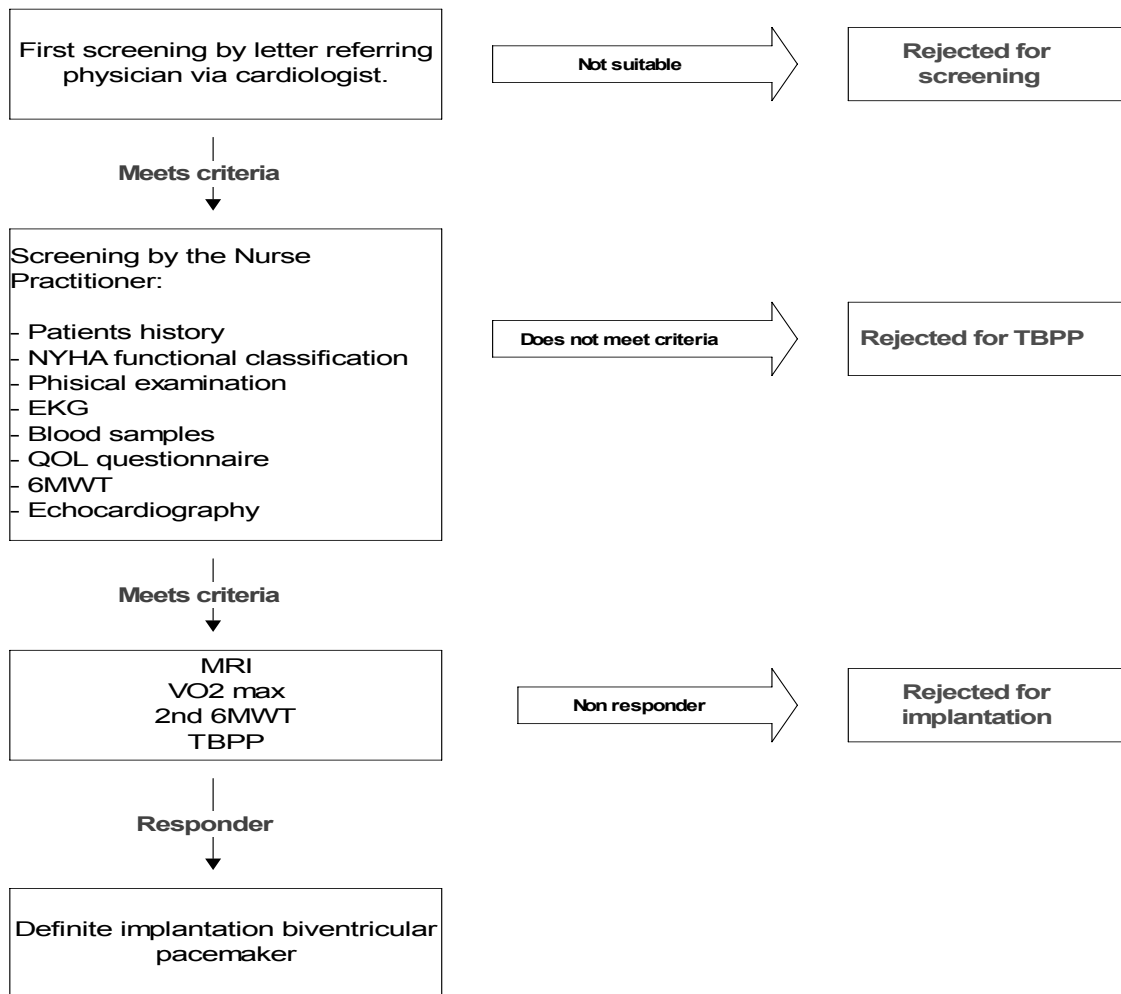 First screening by letter referring
physician via cardiologist.
Not suitable
Rejected for
screening
Meets criteria
Screening by the Nurse
Practitioner:
- Patients history
- NYHA functional classification
- Phisical examination
- EKG
- Blood samples
- QOL questionnaire
- 6MWT
- Echocardiography
Does not meet criteria
Rejected for TBPP
Meets criteria
MRI
VO2 max
2nd 6MWT
TBPP
Non responder
Rejected for
implantation
Responder
Definite implantation biventricular
pacemaker